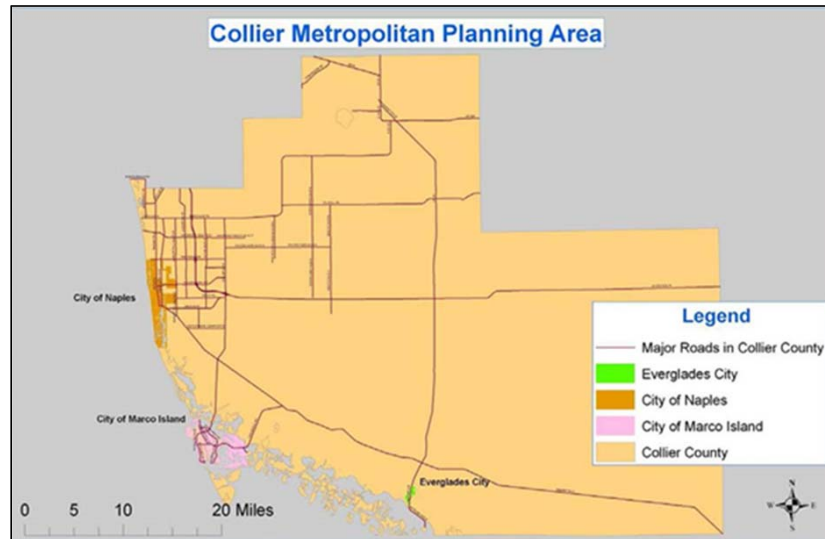 Collier Metropolitan Planning Area
City of Naples
City of Marco Island
Everglades City
Legend
Major Roads in Collier County
Everglades City
City of Naples
City of Marco Island
Collier County
0 5 10 20 Miles
N
W E
S